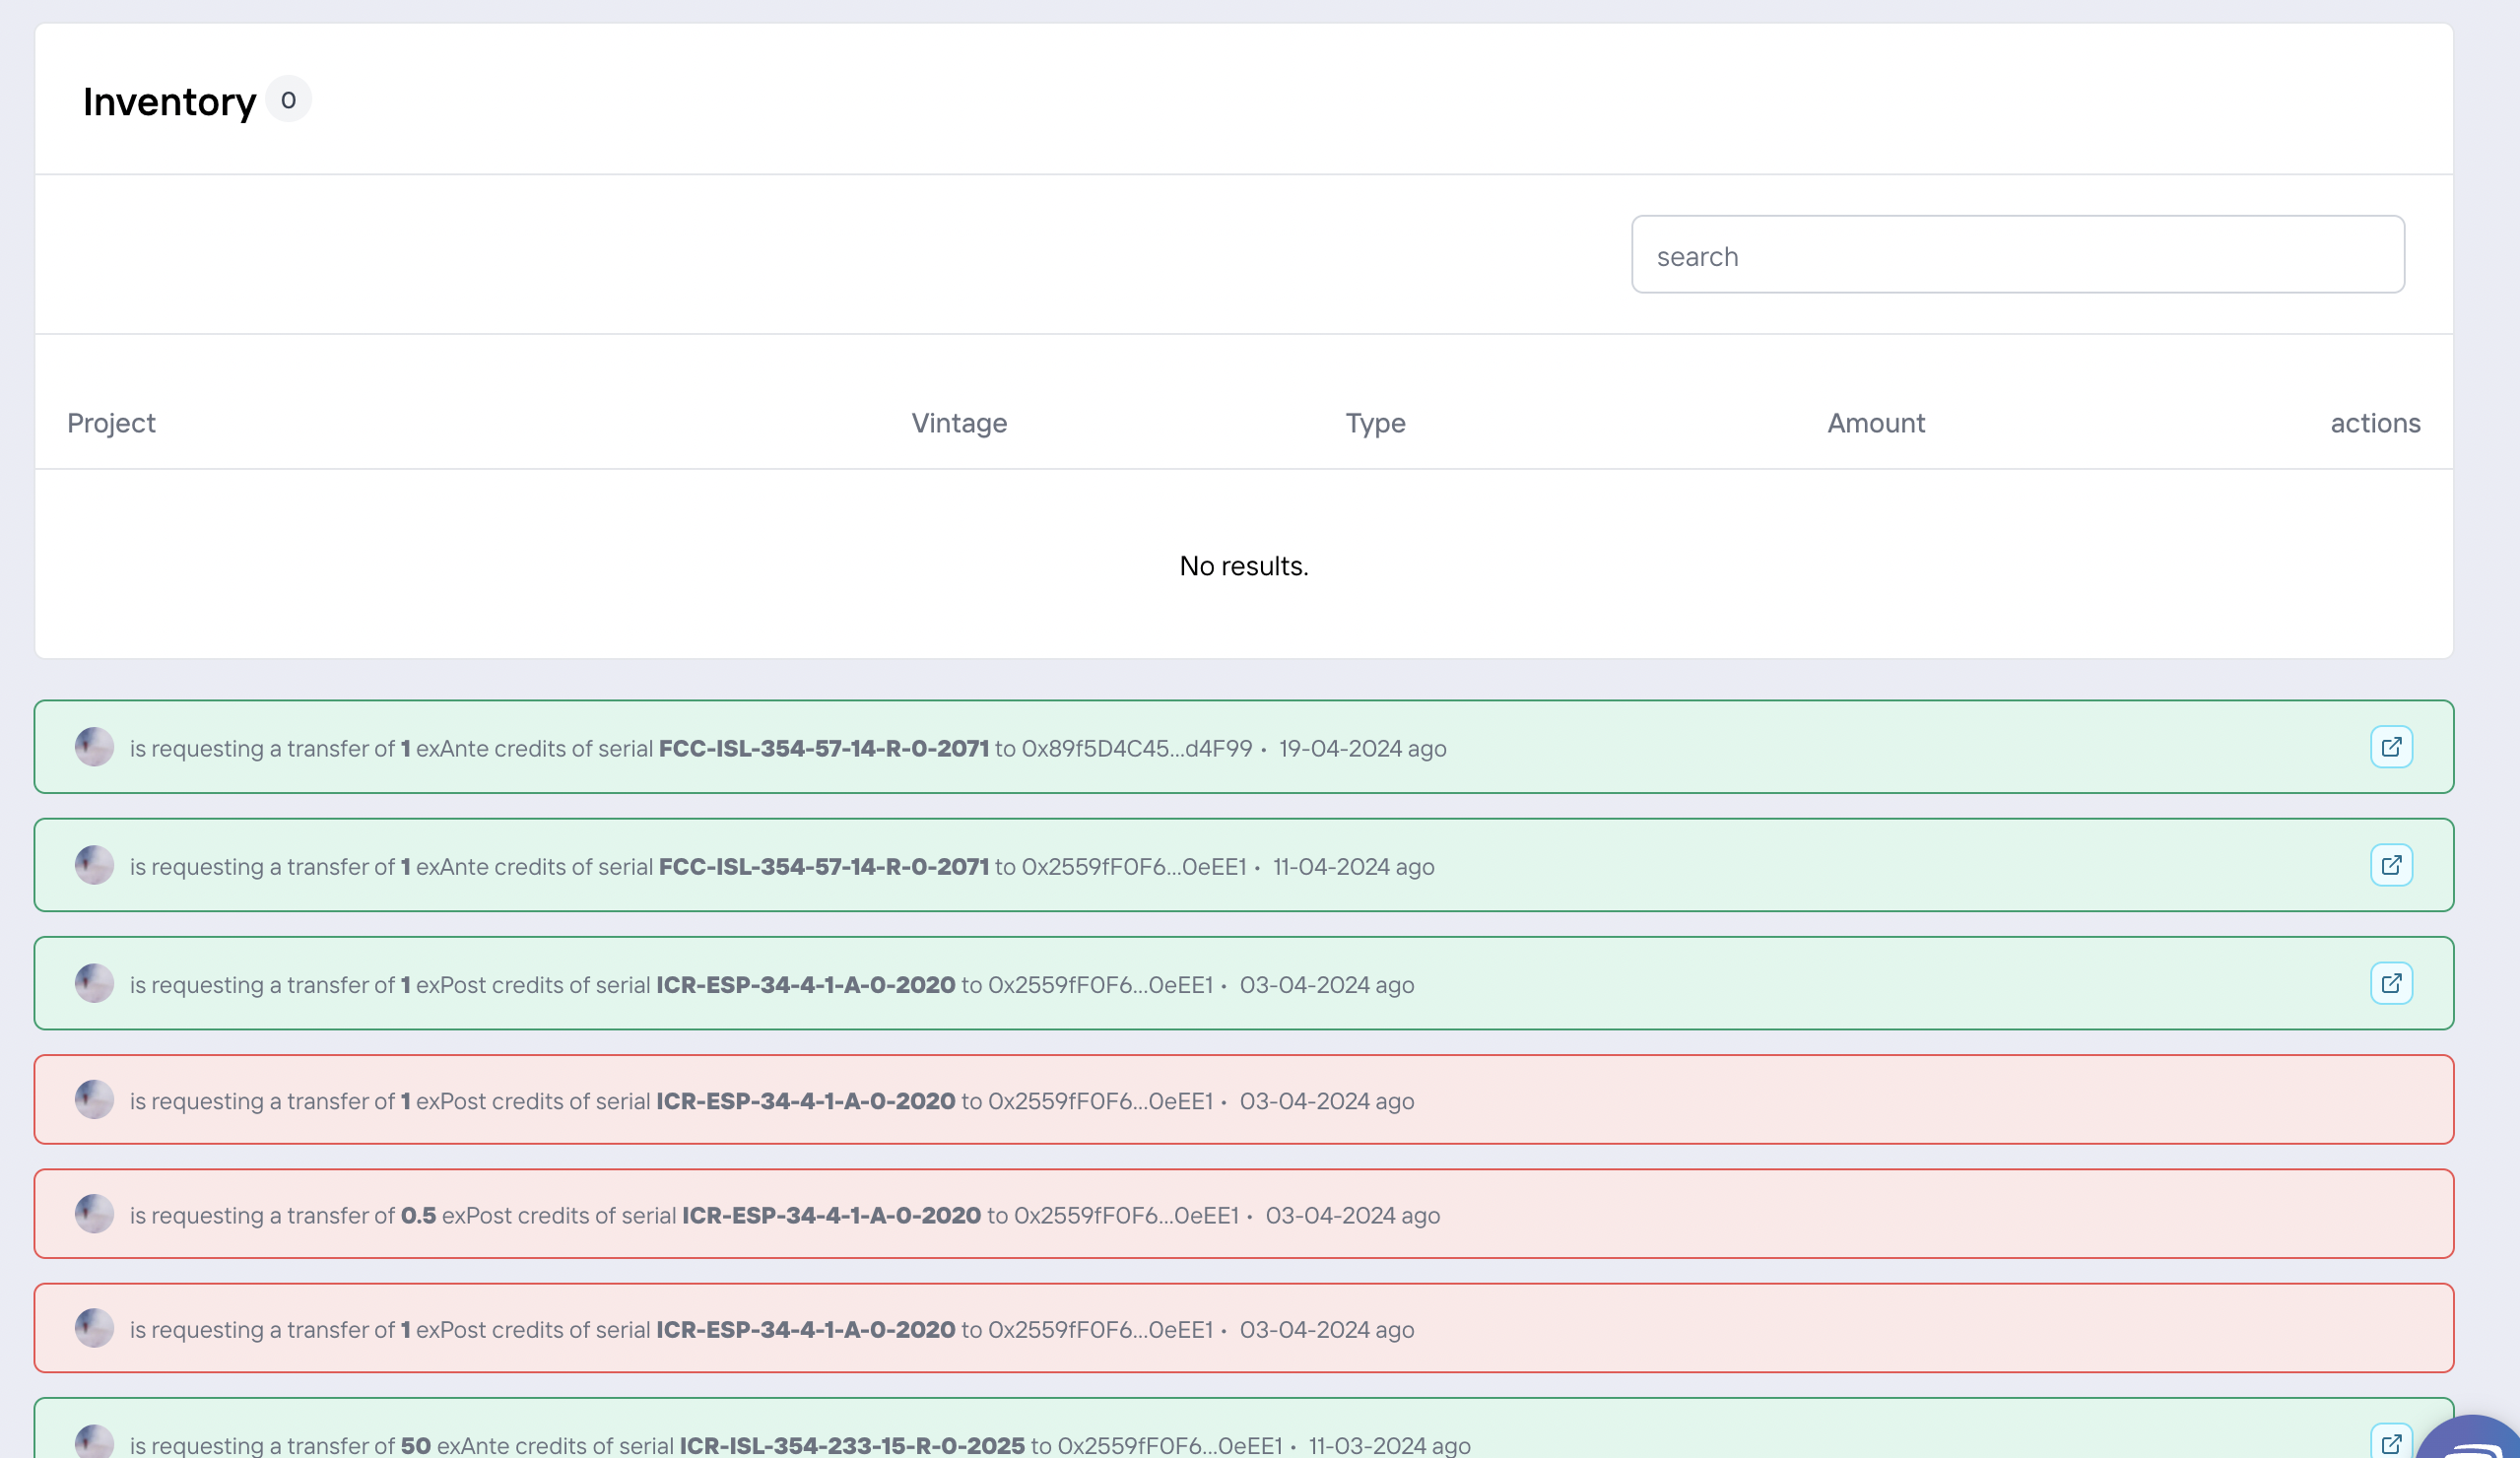 Inventory 0
search
Project Vintage Type Amount actions
No results.
is requesting a transfer of 1 exAnte credits of serial FCC-ISL-354-57-14-R-0-2071 to 0x89f5D4C45...d4F99 • 19-04-2024 ago
is requesting a transfer of 1 exAnte credits of serial FCC-ISL-354-57-14-R-0-2071 to 0x2559fF0F6...0eEE1 • 11-04-2024 ago
is requesting a transfer of 1 exPost credits of serial ICR-ESP-34-4-1-A-0-2020 to 0x2559fF0F6...0eEE1 • 03-04-2024 ago
is requesting a transfer of 1 exPost credits of serial ICR-ESP-34-4-1-A-0-2020 to 0x2559fF0F6...0eEE1 • 03-04-2024 ago
is requesting a transfer of 0.5 exPost credits of serial ICR-ESP-34-4-1-A-0-2020 to 0x2559fF0F6...0eEE1 • 03-04-2024 ago
is requesting a transfer of 1 exPost credits of serial ICR-ESP-34-4-1-A-0-2020 to 0x2559fF0F6...0eEE1 • 03-04-2024 ago
is requesting a transfer of 50 exAnte credits of serial ICR-ISL-354-233-15-R-0-2025 to 0x2559fF0F6...0eEE1 • 11-03-2024 ago